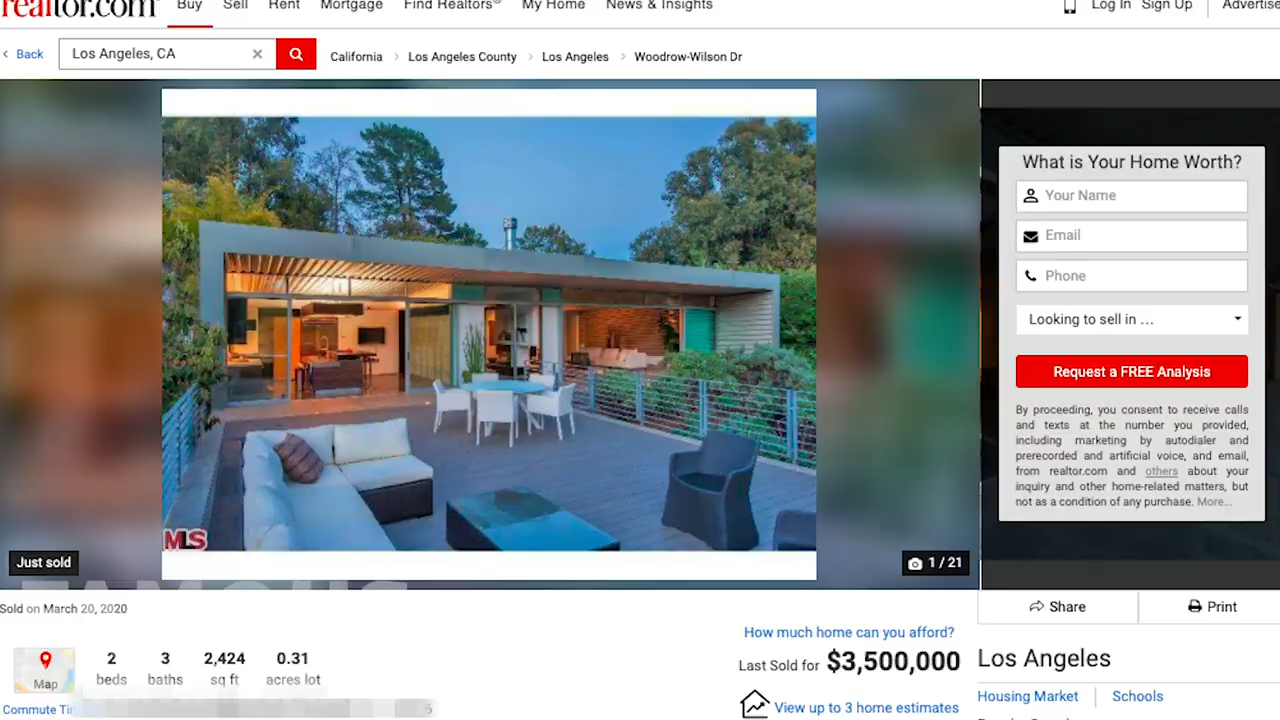 realtor.com
Buy Sell Rent Mortgage Find Realtors® My Home News & Insights Log In Sign Up Advertise
Back Los Angeles, CA California Los Angeles County Los Angeles Woodrow-Wilson Dr
What is Your Home Worth?
Your Name
Email
Phone
Looking to sell in ...
Request a FREE Analysis
By proceeding, you consent to receive calls
and texts at the number you provided,
including marketing by autodialer and
prerecorded and artificial voice, and email,
from realtor.com and others about your
inquiry and other home-related matters, but
not as a condition of any purchase. More...
MLS
Just sold
1 / 21
FAMOUS
Sold on March 20, 2020
Share Print
How much home can you afford?
Last Sold for $3,500,000
View up to 3 home estimates
Map
2 beds
3 baths
2,424 sq ft
0.31 acres lot
Commute
6
Los Angeles
Housing Market Schools